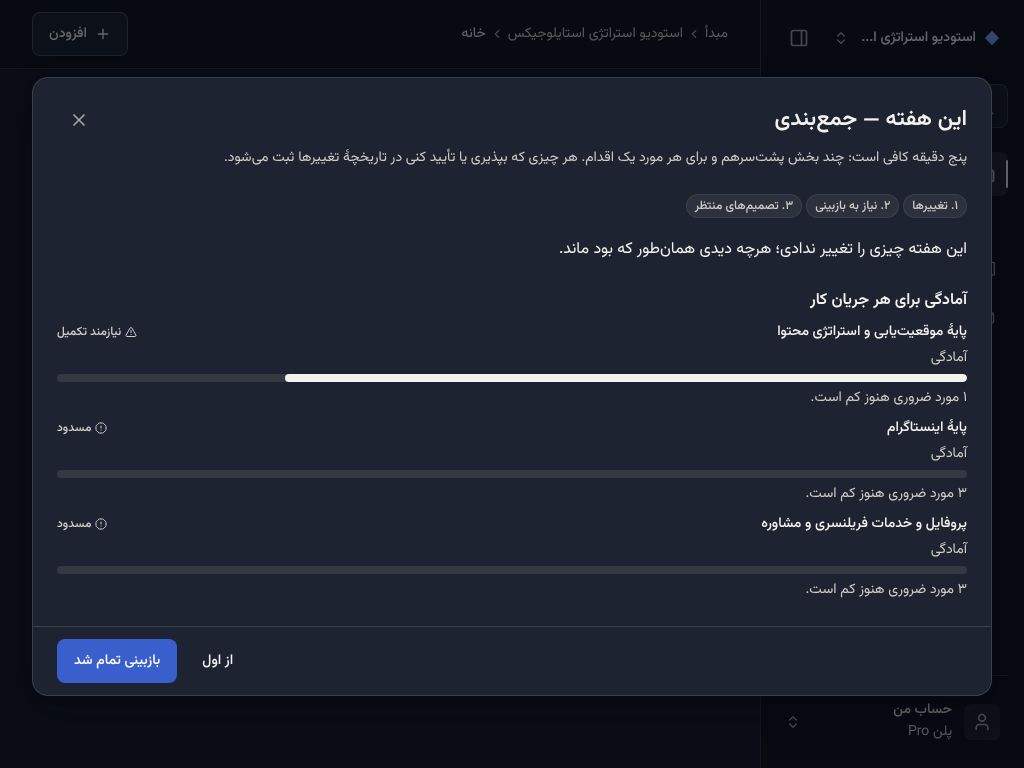 استودیو استراتژی ا...
مبدأ
استودیو استراتژی استایلوجیکس
خانه
افزودن
این هفته — جمع‌بندی
پنج دقیقه کافی است: چند بخش پشت‌سرهم و برای هر مورد یک اقدام. هر چیزی که بپذیری یا تأیید کنی در تاریخچهٔ تغییرها ثبت می‌شود.
۱. تغییرها
۲. نیاز به بازبینی
۳. تصمیم‌های منتظر
این هفته چیزی را تغییر ندادی؛ هرچه دیدی همان‌طور که بود ماند.
آمادگی برای هر جریان کار
پایهٔ موقعیت‌یابی و استراتژی محتوا
نیازمند تکمیل
آمادگی
۱ مورد ضروری هنوز کم است.
پایهٔ اینستاگرام
مسدود
آمادگی
۳ مورد ضروری هنوز کم است.
پروفایل و خدمات فریلنسری و مشاوره
مسدود
آمادگی
۳ مورد ضروری هنوز کم است.
از اول
بازبینی تمام شد
حساب من
پلن Pro